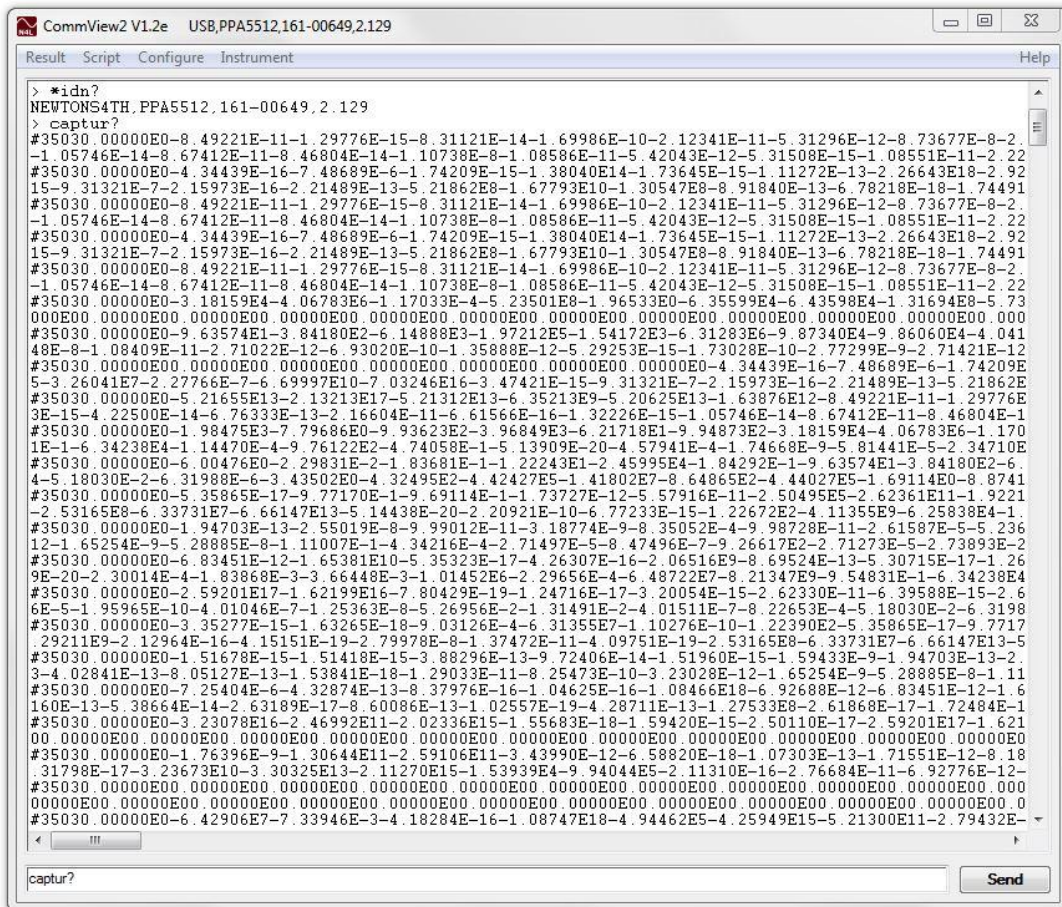 CommView2 V1.2e USB,PPA5512,161-00649,2.129
Result Script Configure Instrument Help
> *idn?
NEWTONS4TH,PPA5512,161-00649,2.129
> captur?
#35030.00000E0-8.49221E-11-1.29776E-15-8.31121E-14-1.69986E-10-2.12341E-11-5.31296E-12-8.73677E-8-2.
-1.05746E-14-8.67412E-11-8.46804E-14-1.10738E-8-1.08586E-11-5.42043E-12-5.31508E-15-1.08551E-11-2.22
#35030.00000E0-4.34439E-16-7.48689E-6-1.74209E-15-1.38040E14-1.73645E-15-1.11272E-13-2.26643E18-2.92
15-9.31321E-7-2.15973E-16-2.21489E-13-5.21862E8-1.67793E10-1.30547E8-8.91840E-13-6.78218E-18-1.74491
#35030.00000E0-8.49221E-11-1.29776E-15-8.31121E-14-1.69986E-10-2.12341E-11-5.31296E-12-8.73677E-8-2.
-1.05746E-14-8.67412E-11-8.46804E-14-1.10738E-8-1.08586E-11-5.42043E-12-5.31508E-15-1.08551E-11-2.22
#35030.00000E0-4.34439E-16-7.48689E-6-1.74209E-15-1.38040E14-1.73645E-15-1.11272E-13-2.26643E18-2.92
15-9.31321E-7-2.15973E-16-2.21489E-13-5.21862E8-1.67793E10-1.30547E8-8.91840E-13-6.78218E-18-1.74491
#35030.00000E0-8.49221E-11-1.29776E-15-8.31121E-14-1.69986E-10-2.12341E-11-5.31296E-12-8.73677E-8-2.
-1.05746E-14-8.67412E-11-8.46804E-14-1.10738E-8-1.08586E-11-5.42043E-12-5.31508E-15-1.08551E-11-2.22
#35030.00000E0-3.18159E4-4.06783E6-1.17033E-4-5.23501E8-1.96533E0-6.35599E4-6.43598E4-1.31694E8-5.73
000E00.00000E00.00000E00.00000E00.00000E00.00000E00.00000E00.00000E00.00000E00.00000E00.00000E00.000
#35030.00000E0-9.63574E1-3.84180E2-6.14888E3-1.97212E5-1.54172E3-6.31283E6-9.87340E4-9.86060E4-4.041
48E-8-1.08409E-11-2.71022E-12-6.93020E-10-1.35888E-12-5.29253E-15-1.73028E-10-2.77299E-9-2.71421E-12
#35030.00000E00.00000E00.00000E00.00000E00.00000E00.00000E00.00000E0-4.34439E-16-7.48689E-6-1.74209E
5-3.26041E7-2.27766E-7-6.69997E10-7.03246E16-3.47421E-15-9.31321E-7-2.15973E-16-2.21489E-13-5.21862E
#35030.00000E0-5.21655E13-2.13213E17-5.21312E13-6.35213E9-5.20625E13-1.63876E12-8.49221E-11-1.29776E
3E-15-4.22500E-14-6.76333E-13-2.16604E-11-6.61566E-16-1.32226E-15-1.05746E-14-8.67412E-11-8.46804E-1
#35030.00000E0-1.98475E3-7.79686E0-9.93623E2-3.96849E3-6.21718E1-9.94873E2-3.18159E4-4.06783E6-1.170
1E-1-6.34238E4-1.14470E-4-9.76122E2-4.74058E-1-5.13909E-20-4.57941E-4-1.74668E-9-5.81441E-5-2.34710E
#35030.00000E0-6.00476E0-2.29831E-2-1.83681E-1-1.22243E1-2.45995E4-1.84292E-1-9.63574E1-3.84180E2-6.
4-5.18030E-2-6.31988E-6-3.43502E0-4.32495E-2-4.42427E5-1.41802E7-8.64865E2-4.44027E5-1.69114E0-8.8741
#35030.00000E0-5.35865E-17-9.77170E-1-9.69114E-1-1.73727E-12-5.57916E-11-2.50495E5-2.62361E11-1.9221
-2.53165E8-6.33731E7-6.66147E13-5.14438E-20-2.20921E-10-6.77233E-15-1.22672E2-4.11355E9-6.25838E4-1.
#35030.00000E0-1.94703E-13-2.55019E-8-9.99012E-11-3.18774E-9-8.35052E-4-9.98728E-11-2.61587E-5-5.236
12-1.65254E-9-5.28885E-8-1.11007E-1-4.34216E-4-2.71497E-5-8.47496E-7-9.26617E2-2.71273E-5-2.73893E-2
#35030.00000E0-6.83451E-12-1.65381E10-5.35323E-17-4.26307E-16-2.06516E9-8.69524E-13-5.30715E-17-1.26
9E-20-2.30014E-4-1.83868E-3-3.66448E-3-1.01452E6-2.29656E-4-6.48722E7-8.21347E9-9.54831E-1-6.34238E4
#35030.00000E0-2.59201E17-1.62199E16-7.80429E-19-1.24716E-17-3.20054E-15-2.62330E-11-6.39588E-15-2.6
6E-5-1.95965E-10-4.01046E-7-1.25363E-8-5.26956E-2-1.31491E-2-4.01511E-7-8.22653E-4-5.18030E-2-6.3198
#35030.00000E0-3.35277E-15-1.63265E-18-9.03126E-4-6.31355E7-1.10276E-10-1.22390E2-5.35865E-17-9.7717
.29211E9-2.12964E-16-4.15151E-19-2.79978E-8-1.37472E-11-4.09751E-19-2.53165E8-6.33731E7-6.66147E13-5
#35030.00000E0-1.51678E-15-1.51418E-15-3.88296E-13-9.72406E-14-1.51960E-15-1.59433E-9-1.94703E-13-2.
3-4.02841E-13-8.05127E-13-1.53841E-18-1.29033E-11-8.25473E-10-3.23028E-12-1.65254E-9-5.28885E-8-1.11
#35030.00000E0-7.25404E-6-4.32874E-13-8.37976E-16-1.04625E-16-1.08466E18-6.92688E-12-6.83451E-12-1.6
160E-13-5.38664E-14-2.63189E-17-8.60086E-13-1.02557E-19-4.28711E-13-1.27533E8-2.61868E-17-1.72484E-1
#35030.00000E0-3.23078E16-2.46992E11-2.02336E15-1.55683E-18-1.59420E-15-2.50110E-17-2.59201E17-1.621
00.00000E00.00000E00.00000E00.00000E00.00000E00.00000E00.00000E00.00000E00.00000E00.00000E00.00000E0
#35030.00000E0-1.76396E-9-1.30644E11-2.59106E11-3.43990E-12-6.58820E-18-1.07303E-13-1.71551E-12-8.18
.31798E-17-3.23673E10-3.30325E13-2.11270E15-1.53939E4-9.94044E5-2.11310E-16-2.76684E-11-6.92776E-12-
#35030.00000E00.00000E00.00000E00.00000E00.00000E00.00000E00.00000E00.00000E00.00000E00.00000E00.000
00000E00.00000E00.00000E00.00000E00.00000E00.00000E00.00000E00.00000E00.00000E00.00000E00.00000E00.0
#35030.00000E0-6.42906E7-7.33946E-3-4.18284E-16-1.08747E18-4.94462E5-4.25949E15-5.21300E11-2.79432E-
captur?
Send